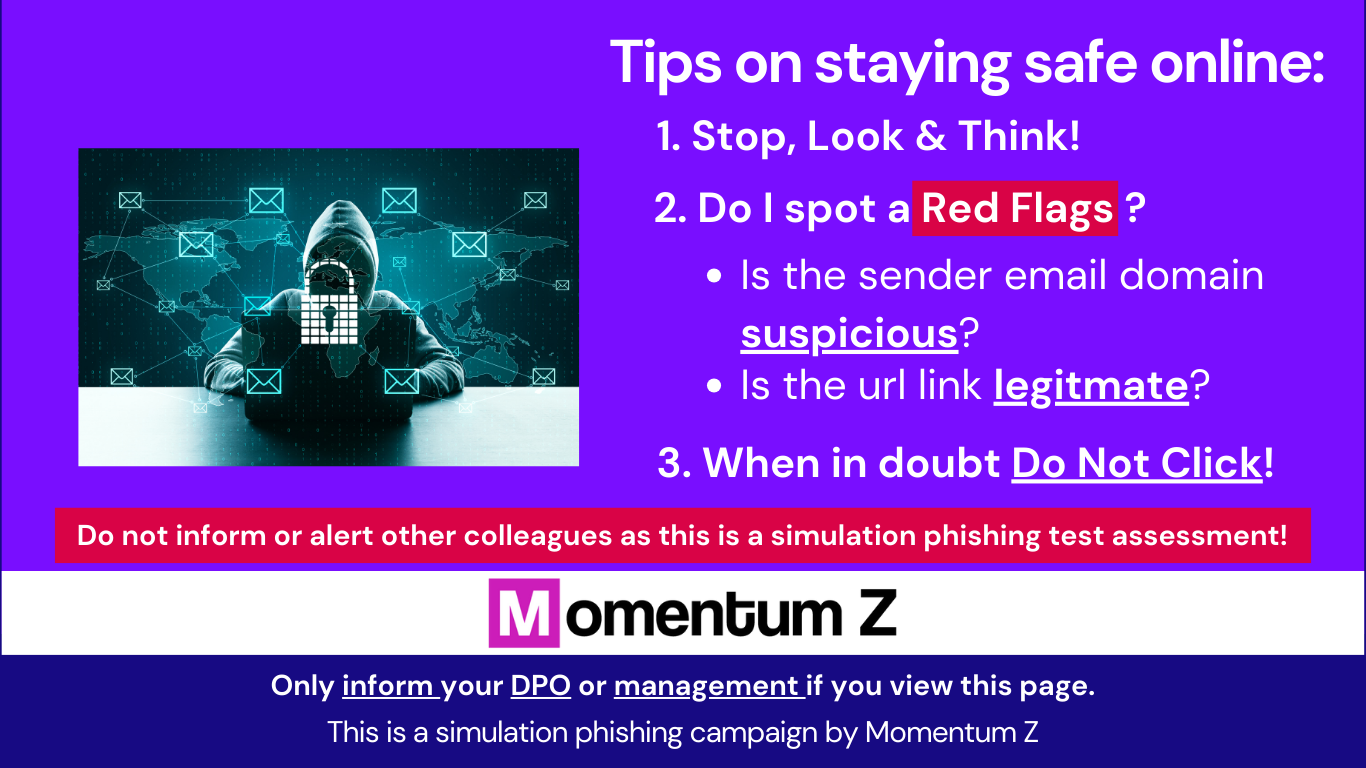 Tips on staying safe online:
1. Stop, Look & Think!
2. Do I spot a Red Flags ?
• Is the sender email domain
suspicious?
• Is the url link legitmate?
3. When in doubt Do Not Click!
Do not inform or alert other colleagues as this is a simulation phishing test assessment!
Momentum Z
Only inform your DPO or management if you view this page.
This is a simulation phishing campaign by Momentum Z